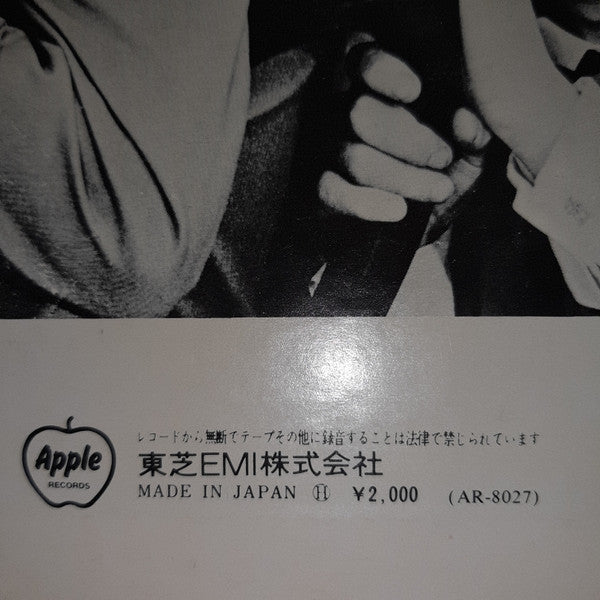 Apple
RECORDS
レコードから無断でテープその他に録音することは法律で禁じられています
東芝EMI株式会社
MADE IN JAPAN Ⓗ ¥2,000 (AR-8027)